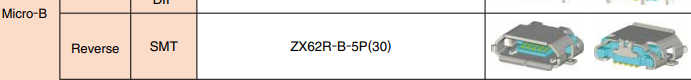 Micro-B
Reverse
SMT
ZX62R-B-5P(30)